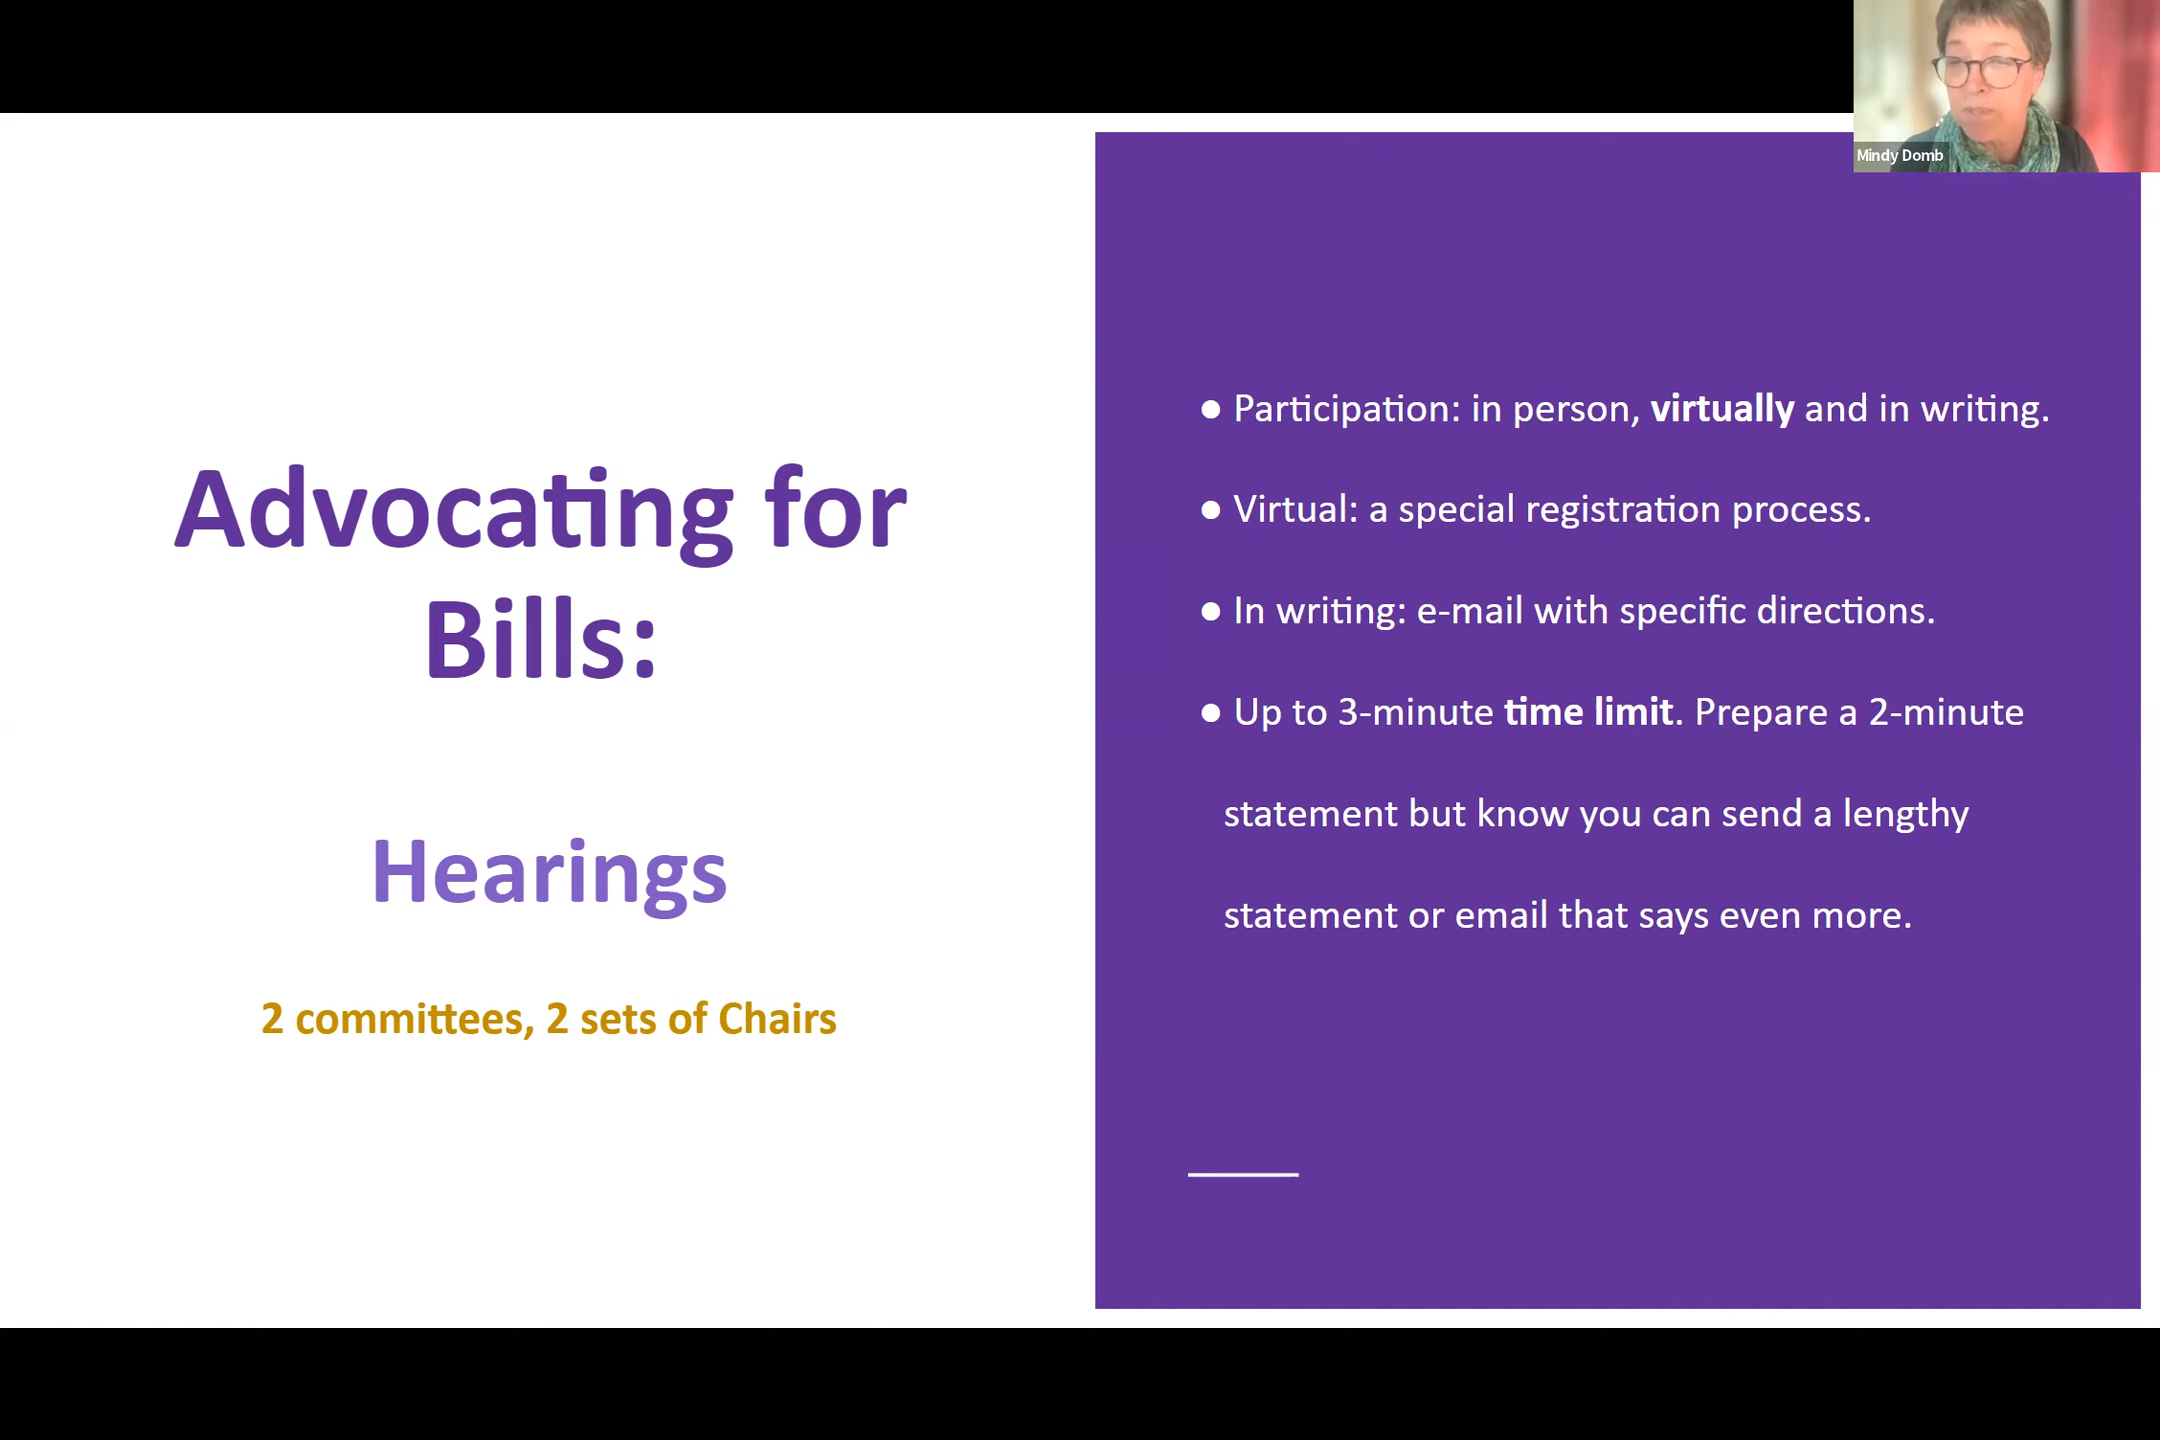 Mindy Domb
Advocating for
Bills:
Hearings
2 committees, 2 sets of Chairs
● Participation: in person, virtually and in writing.
● Virtual: a special registration process.
● In writing: e-mail with specific directions.
● Up to 3-minute time limit. Prepare a 2-minute
statement but know you can send a lengthy
statement or email that says even more.